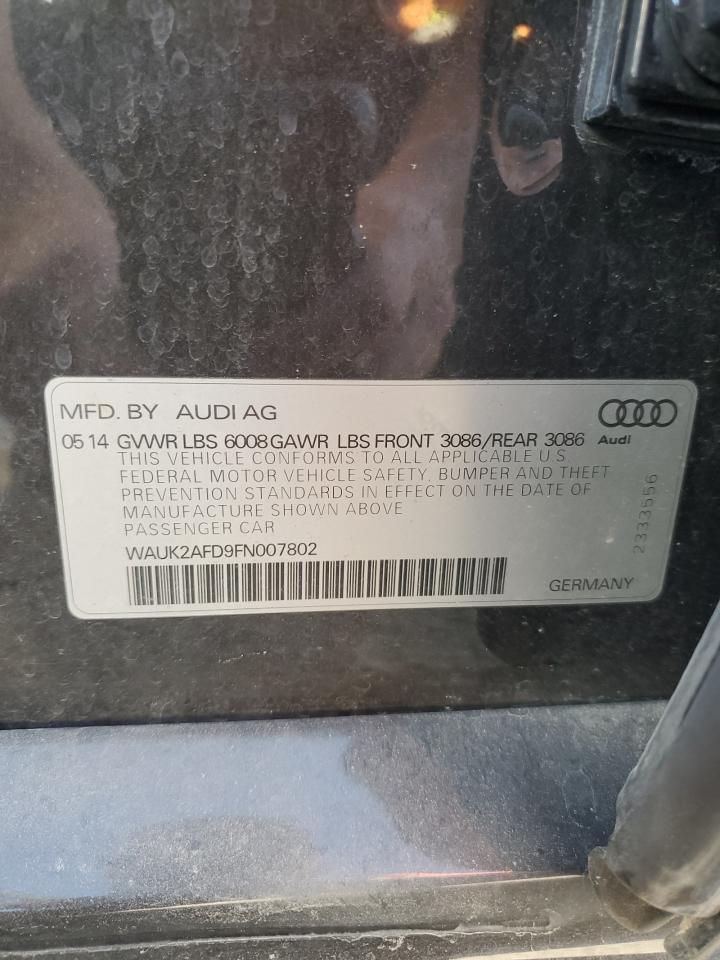 MFD. BY AUDI AG
05 14 GVWR LBS 6008 GAWR LBS FRONT 3086/REAR 3086
Audi
THIS VEHICLE CONFORMS TO ALL APPLICABLE U.S.
FEDERAL MOTOR VEHICLE SAFETY, BUMPER AND THEFT
PREVENTION STANDARDS IN EFFECT ON THE DATE OF
MANUFACTURE SHOWN ABOVE
PASSENGER CAR
WAUK2AFD9FN007802
GERMANY
2333556